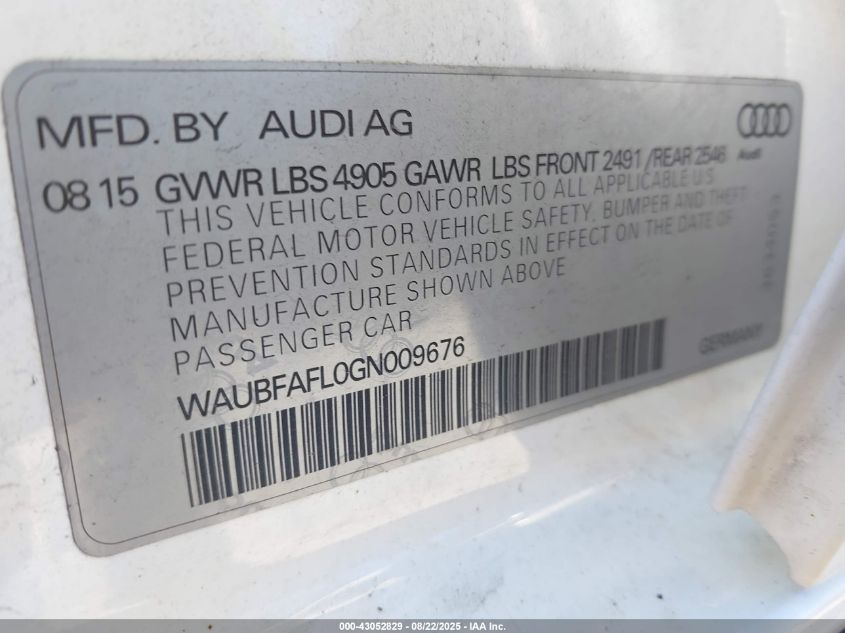 MFD. BY AUDI AG
08 15 GVWR LBS 4905 GAWR LBS FRONT 2491 /REAR 2546
Audi
THIS VEHICLE CONFORMS TO ALL APPLICABLE U.S.
FEDERAL MOTOR VEHICLE SAFETY, BUMPER AND THEFT
PREVENTION STANDARDS IN EFFECT ON THE DATE OF
MANUFACTURE SHOWN ABOVE
PASSENGER CAR
WAUBFAFL0GN009676
GERMANY
000-43052829 - 08/22/2025 - IAA Inc.